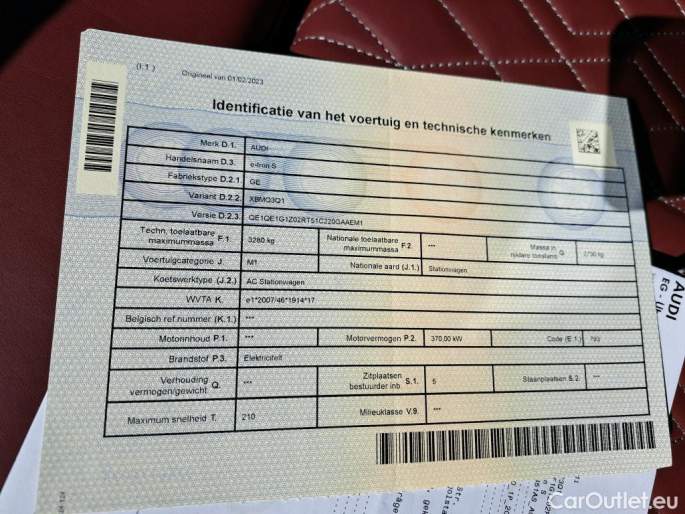 (I.1)
Origineel van 01/02/2023
Identificatie van het voertuig en technische kenmerken
Merk D.1. AUDI
Handelsnaam D.3. e-tron S
Fabriekstype D.2.1. GE
Variant D.2.2. XBMQ3Q1
Versie D.2.3. QE1QE1G1Z02RT51C220GAAEM1
Techn. toelaatbare maximummassa F.1. 3280 kg Nationale toelaatbare maximummassa F.2. *** Massa in rijklare toestand G.
Voertuigcategorie J. M1 Nationale aard (J.1.) Stationwagen
Koetswerktype (J.2.) AC Stationwagen
WVTA K. e1*2007/46*1914*17
Belgisch ref.nummer (K.1.) ***
Motorinhoud P.1. *** Motorvermogen P.2. 370,00 kW Code (E.1.)
Brandstof P.3. Elektriciteit
Verhouding vermogen/gewicht Q. *** Zitplaatsen bestuurder inb. S.1. 5 Staanplaatsen S.2. ***
Maximum snelheid T. 210 Milieuklasse V.9. ***
AUDI
CarOutlet.eu